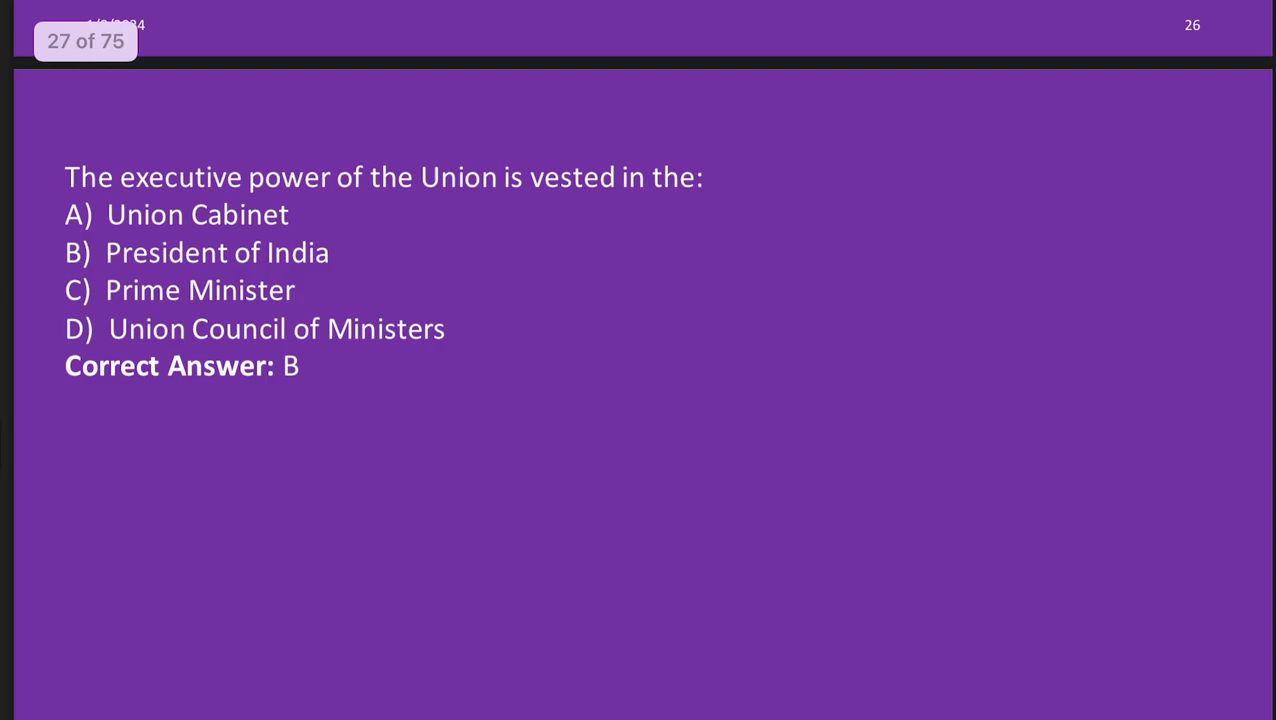 26
27 of 75
The executive power of the Union is vested in the:
A) Union Cabinet
B) President of India
C) Prime Minister
D) Union Council of Ministers
Correct Answer: B